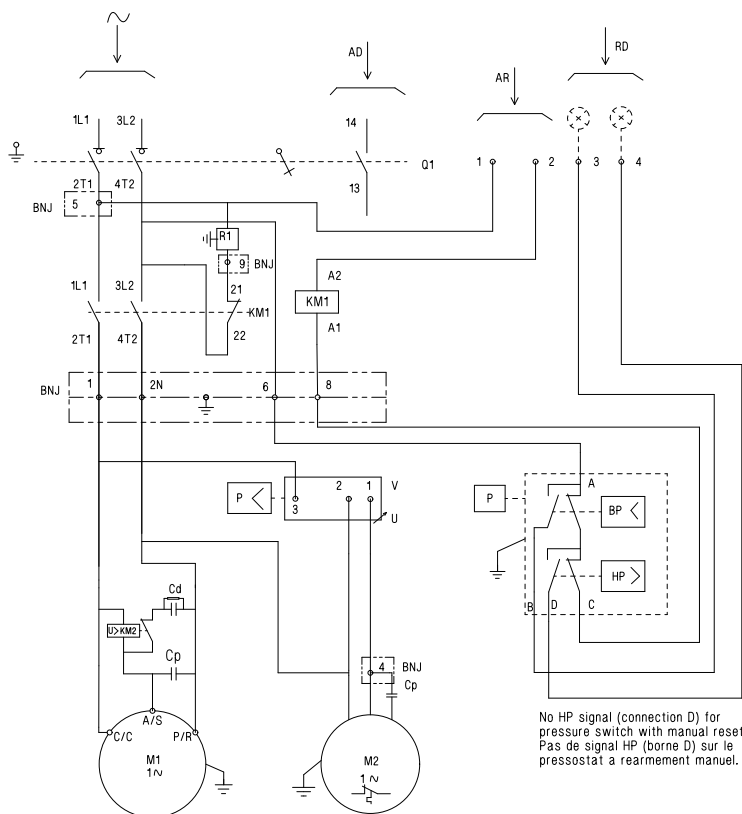 AD
RD
AR
1L1 3L2
14
1 2 3 4
Q1
2T1 4T2
13
BNJ 5
R1
9 BNJ
A2
21
1L1 3L2
KM1
KM1
A1
22
2T1 4T2
BNJ 1 2N 6 8
A
P < 2 1 V
3
U
P
BP <
HP >
B D C
Cd
U>KM2
Cp
4 BNJ
Cp
A/S
C/C P/R
M1
1~
M2
1~
No HP signal (connection D) for
pressure switch with manual reset
Pas de signal HP (borne D) sur le
pressostat a rearmement manuel.